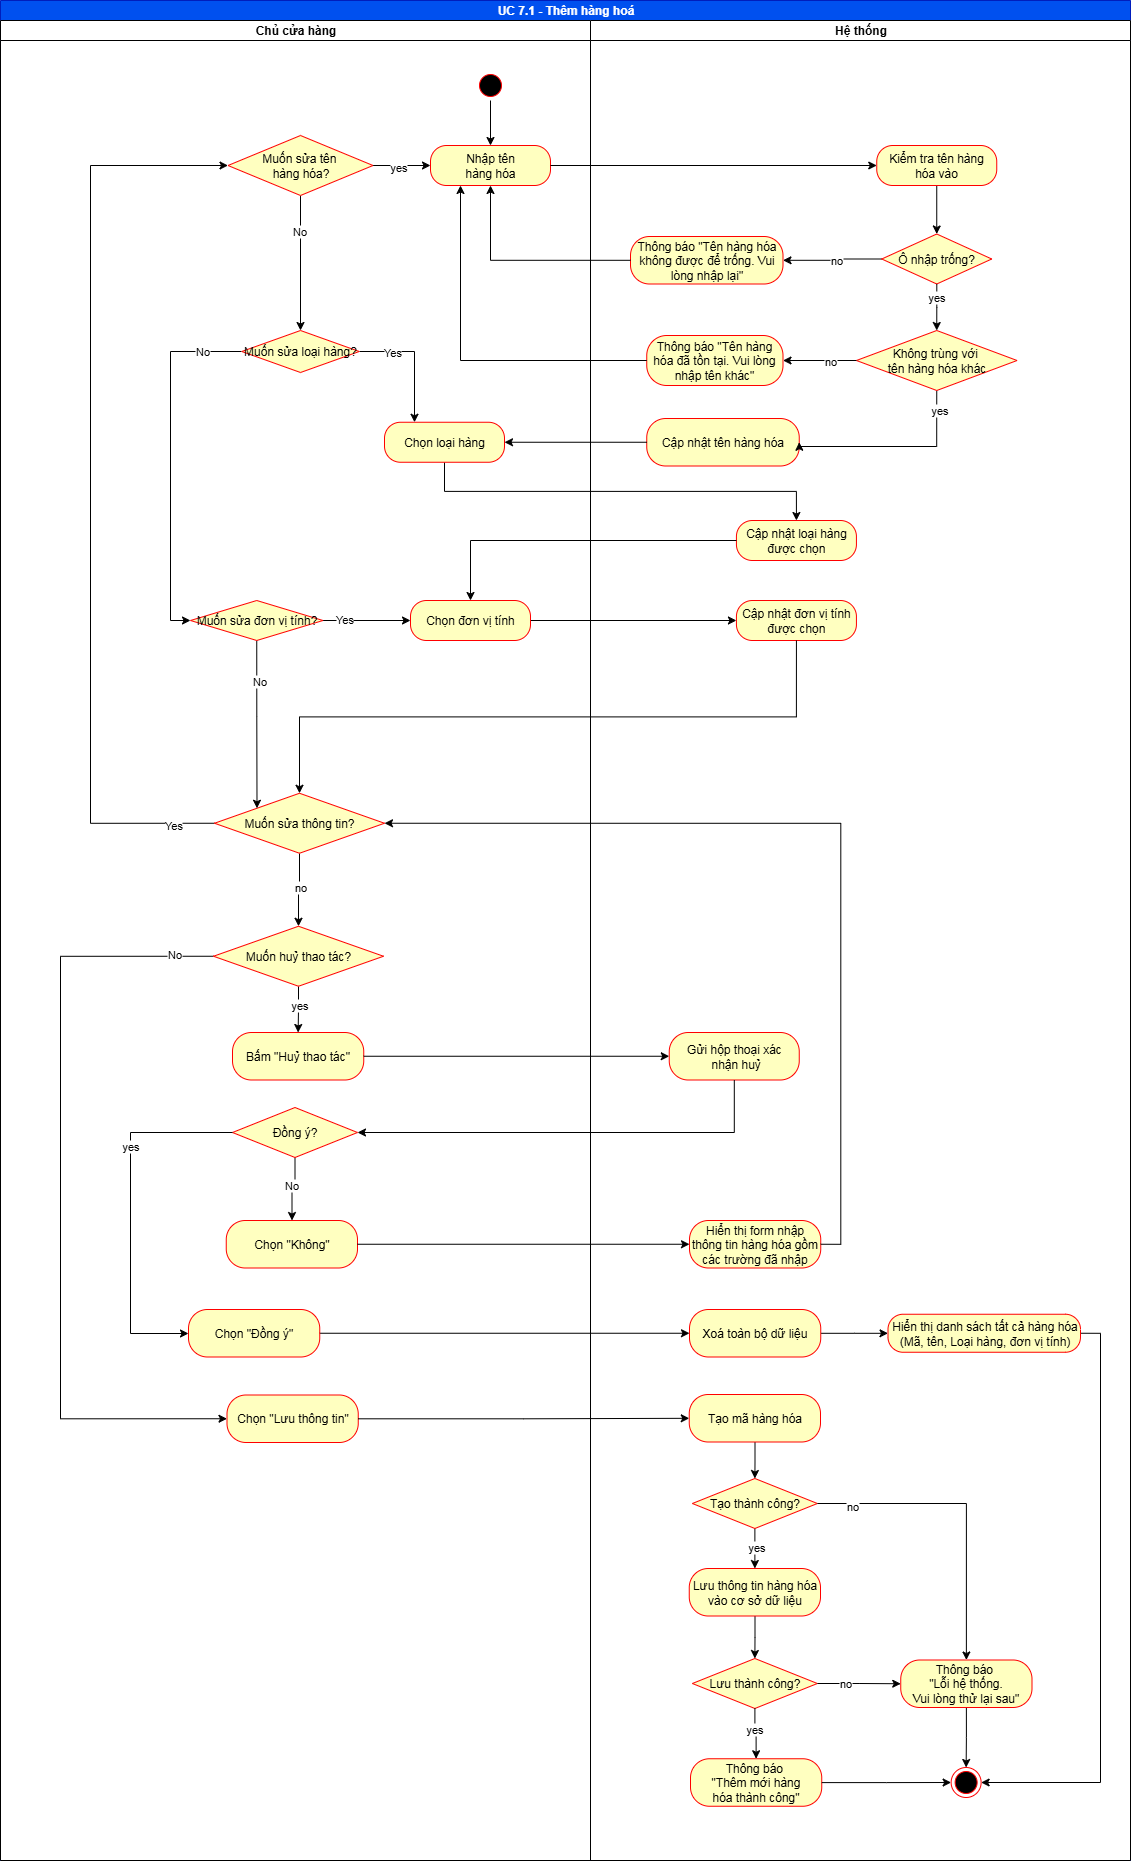 UC 7.1 - Thêm hàng hoá
Chủ cửa hàng
Hệ thống
Muốn sửa tên
hàng hóa?
yes
Nhập tên
hàng hóa
Kiểm tra tên hàng
hóa vào
No
Thông báo "Tên hàng hóa
không được để trống. Vui
lòng nhập lại"
no
Ô nhập trống?
yes
Muốn sửa loại hàng?
No
Yes
Thông báo "Tên hàng
hóa đã tồn tại. Vui lòng
nhập tên khác"
no
Không trùng với
tên hàng hóa khác
yes
Chọn loại hàng
Cập nhật tên hàng hóa
Cập nhật loại hàng
được chọn
Muốn sửa đơn vị tính?
Yes
Chọn đơn vị tính
Cập nhật đơn vị tính
được chọn
No
Muốn sửa thông tin?
Yes
no
Muốn huỷ thao tác?
No
yes
Bấm "Huỷ thao tác"
Gửi hộp thoại xác
nhận huỷ
Đồng ý?
yes
No
Chọn "Không"
Hiển thị form nhập
thông tin hàng hóa gồm
các trường đã nhập
Chọn "Đồng ý"
Xoá toàn bộ dữ liệu
Hiển thị danh sách tất cả hàng hóa
(Mã, tên, Loại hàng, đơn vị tính)
Chọn "Lưu thông tin"
Tạo mã hàng hóa
Tạo thành công?
no
yes
Lưu thông tin hàng hóa
vào cơ sở dữ liệu
Lưu thành công?
no
Thông báo
"Lỗi hệ thống.
Vui lòng thử lại sau"
yes
Thông báo
"Thêm mới hàng
hóa thành công"